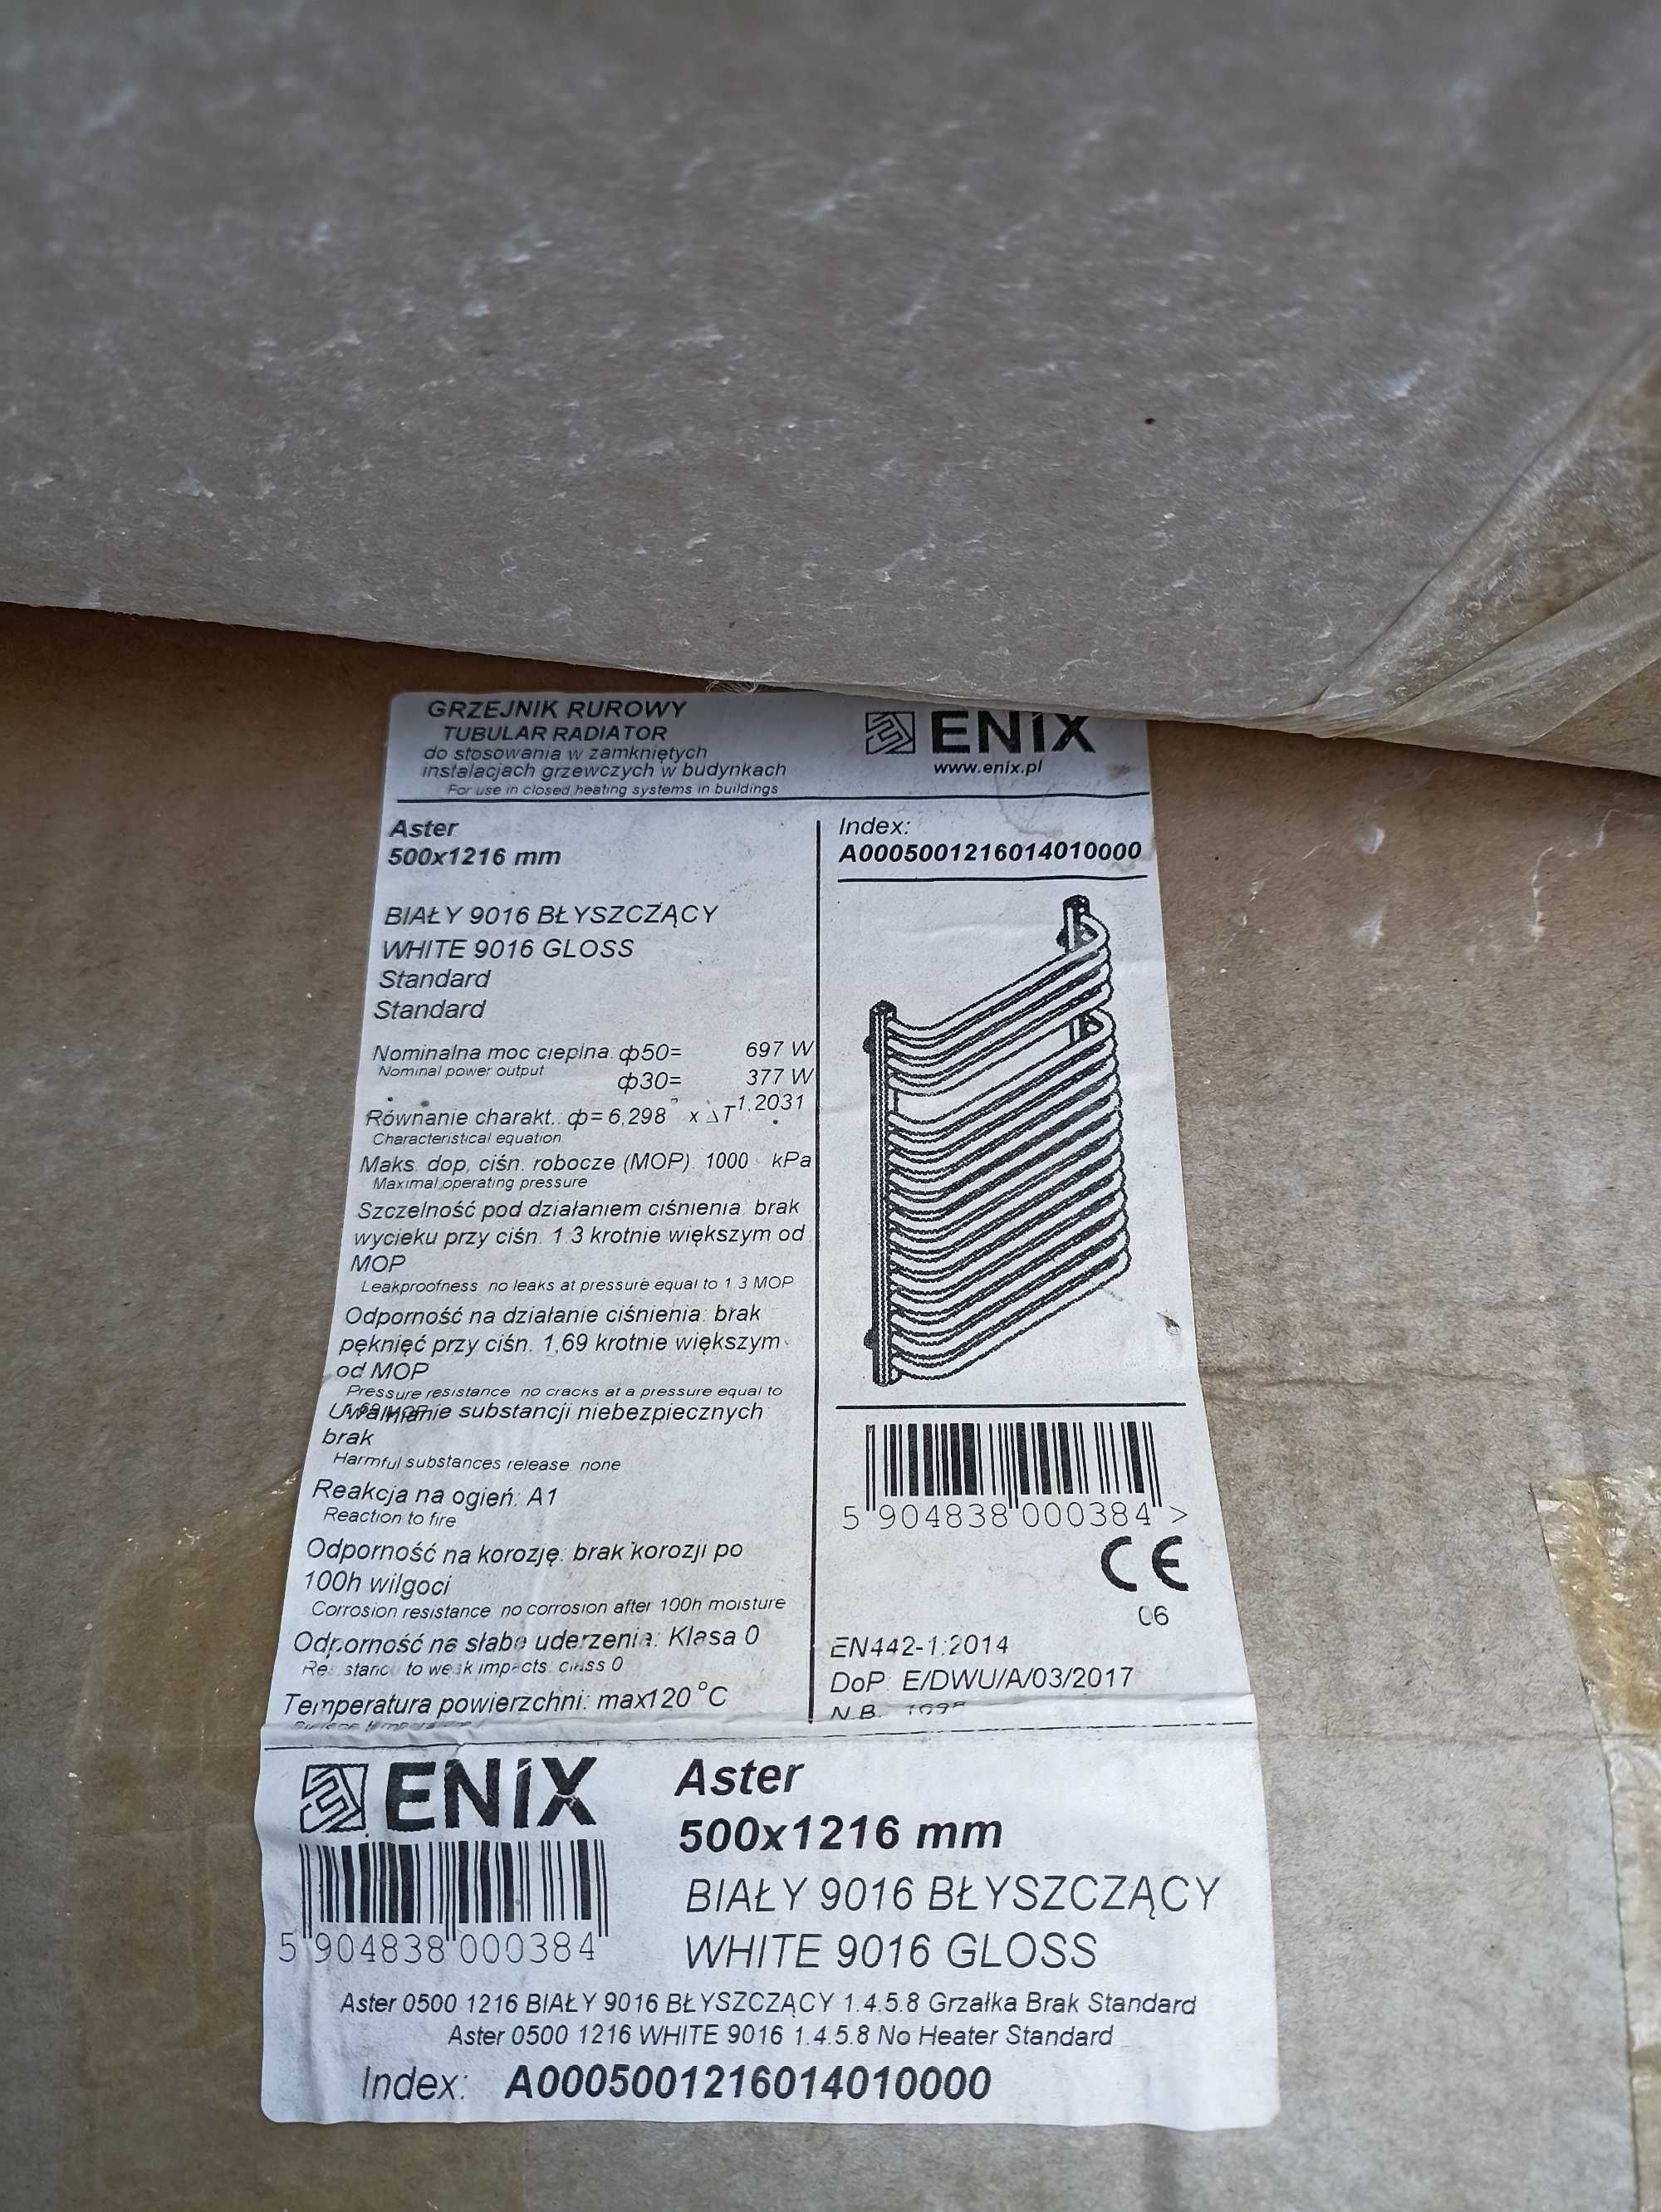 GRZEJNIK RUROWY
TUBULAR RADIATOR
do stosowania w zamkniętych
instalacjach grzewczych w budynkach
For use in closed heating systems in buildings
ENIX
www.enix.pl
Aster
500x1216 mm
BIAŁY 9016 BŁYSZCZĄCY
WHITE 9016 GLOSS
Standard
Standard
Nominalna moc cieplna: ф50= 697 W
Nominal power output
ф30= 377 W
Równanie charakt.: ф= 6,298 x ΔT^1,2031
Characteristical equation
Maks. dop. ciśn. robocze (MOP). 1000 kPa
Maximal operating pressure
Szczelność pod działaniem ciśnienia: brak
wycieku przy ciśn. 1.3 krotnie większym od
MOP
Leakproofness no leaks at pressure equal to 1.3 MOP
Odporność na działanie ciśnienia: brak
pęknięć przy ciśn. 1,69 krotnie większym
od MOP
Pressure resistance no cracks at a pressure equal to
1,69 MOP
Uwalnianie substancji niebezpiecznych
brak
Harmful substances release none
Reakcja na ogień: A1
Reaction to fire
Odporność na korozję: brak korozji po
100h wilgoci
Corrosion resistance no corrosion after 100h moisture
Odporność na słabe uderzenia: Klasa 0
Resistance to weak impacts class 0
Temperatura powierzchni: max120 °C
Index:
A0005001216014010000
5 904838 000384 >
CE
06
EN442-1:2014
DoP: E/DWU/A/03/2017
N.B.
ENIX
5 904838 000384
Aster
500x1216 mm
BIAŁY 9016 BŁYSZCZĄCY
WHITE 9016 GLOSS
Aster 0500 1216 BIAŁY 9016 BŁYSZCZĄCY 1.4.5.8 Grzałka Brak Standard
Aster 0500 1216 WHITE 9016 1.4.5.8 No Heater Standard
Index: A0005001216014010000